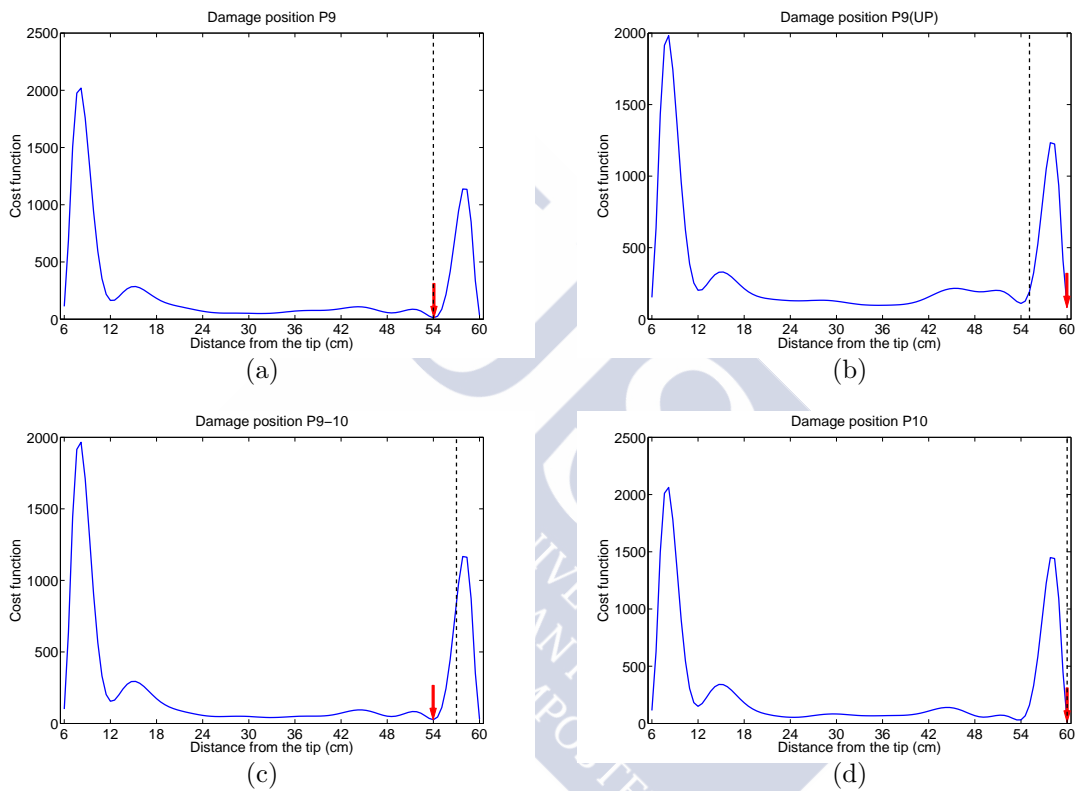 Damage position P9
2500
2000
1500
1000
500
0
Cost function
6 12 18 24 30 36 42 48 54 60
Distance from the tip (cm)
(a)
Damage position P9(UP)
2000
1500
1000
500
0
Cost function
6 12 18 24 30 36 42 48 54 60
Distance from the tip (cm)
(b)
Damage position P9−10
2000
1500
1000
500
0
Cost function
6 12 18 24 30 36 42 48 54 60
Distance from the tip (cm)
(c)
Damage position P10
2500
2000
1500
1000
500
0
Cost function
6 12 18 24 30 36 42 48 54 60
Distance from the tip (cm)
(d)